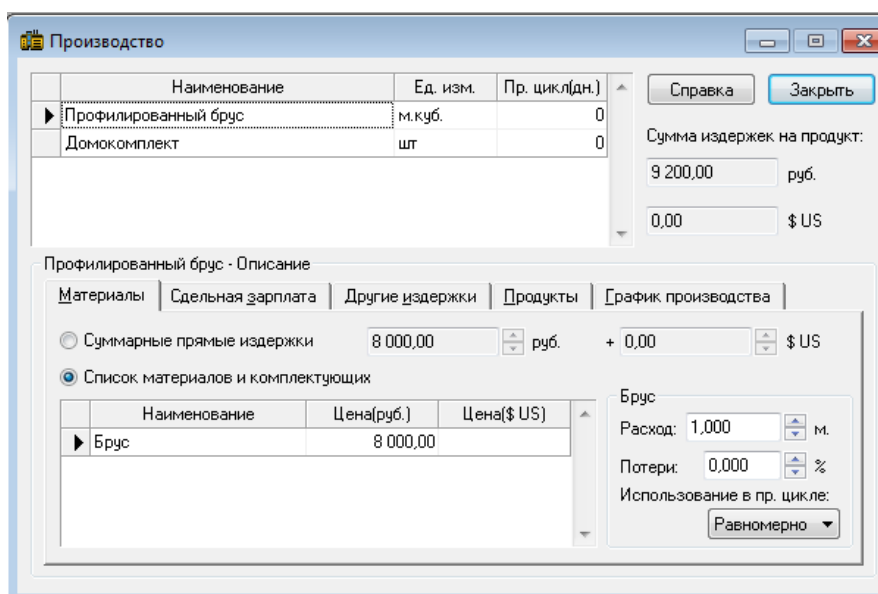 Производство
Наименование Ед. изм. Пр. цикл(дн.)
Профилированный брус м.куб. 0
Домокомплект шт 0
Справка Закрыть
Сумма издержек на продукт:
9 200,00 руб.
0,00 $ US
Профилированный брус - Описание
Материалы Сдельная зарплата Другие издержки Продукты График производства
Суммарные прямые издержки 8 000,00 руб. + 0,00 $ US
Список материалов и комплектующих
Наименование Цена(руб.) Цена($ US)
Брус 8 000,00
Брус
Расход: 1,000 м.
Потери: 0,000 %
Использование в пр. цикле:
Равномерно